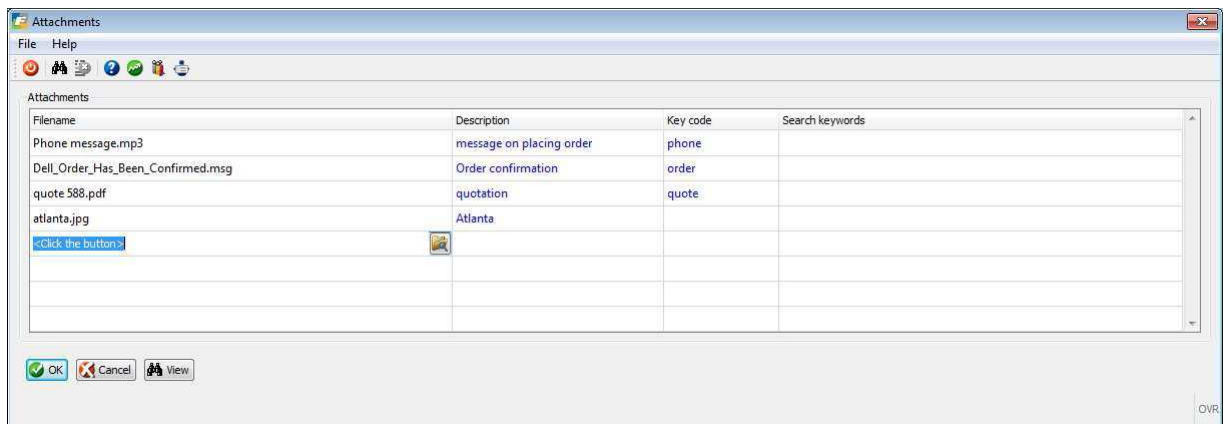 Attachments
File Help
Attachments
Filename Description Key code Search keywords
Phone message.mp3 message on placing order phone
Dell_Order_Has_Been_Confirmed.msg Order confirmation order
quote 588.pdf quotation quote
atlanta.jpg Atlanta
<Click the button>
OK Cancel View
OVR